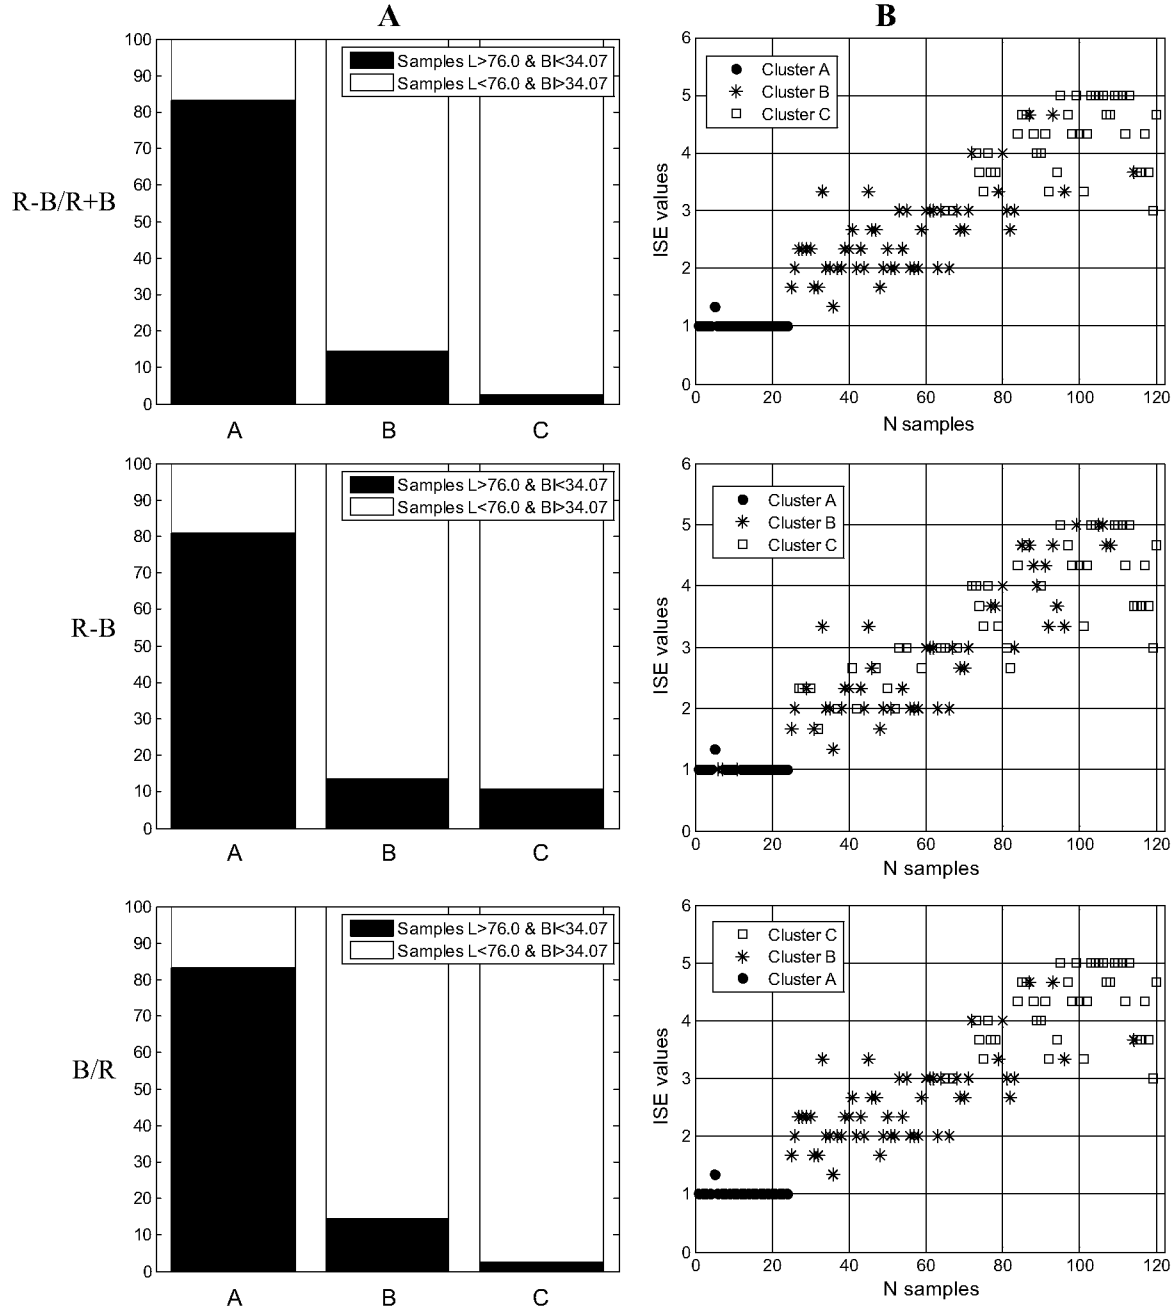 A
B
R-B/R+B
100
90
80
70
60
50
40
30
20
10
0
Samples L>76.0 & BI<34.07
Samples L<76.0 & BI>34.07
A B C
ISE values
6
5
4
3
2
1
0
Cluster A
Cluster B
Cluster C
0 20 40 60 80 100 120
N samples
R-B
100
90
80
70
60
50
40
30
20
10
0
Samples L>76.0 & BI<34.07
Samples L<76.0 & BI>34.07
A B C
ISE values
6
5
4
3
2
1
0
Cluster A
Cluster B
Cluster C
0 20 40 60 80 100 120
N samples
B/R
100
90
80
70
60
50
40
30
20
10
0
Samples L>76.0 & BI<34.07
Samples L<76.0 & BI>34.07
A B C
ISE values
6
5
4
3
2
1
0
Cluster C
Cluster B
Cluster A
0 20 40 60 80 100 120
N samples